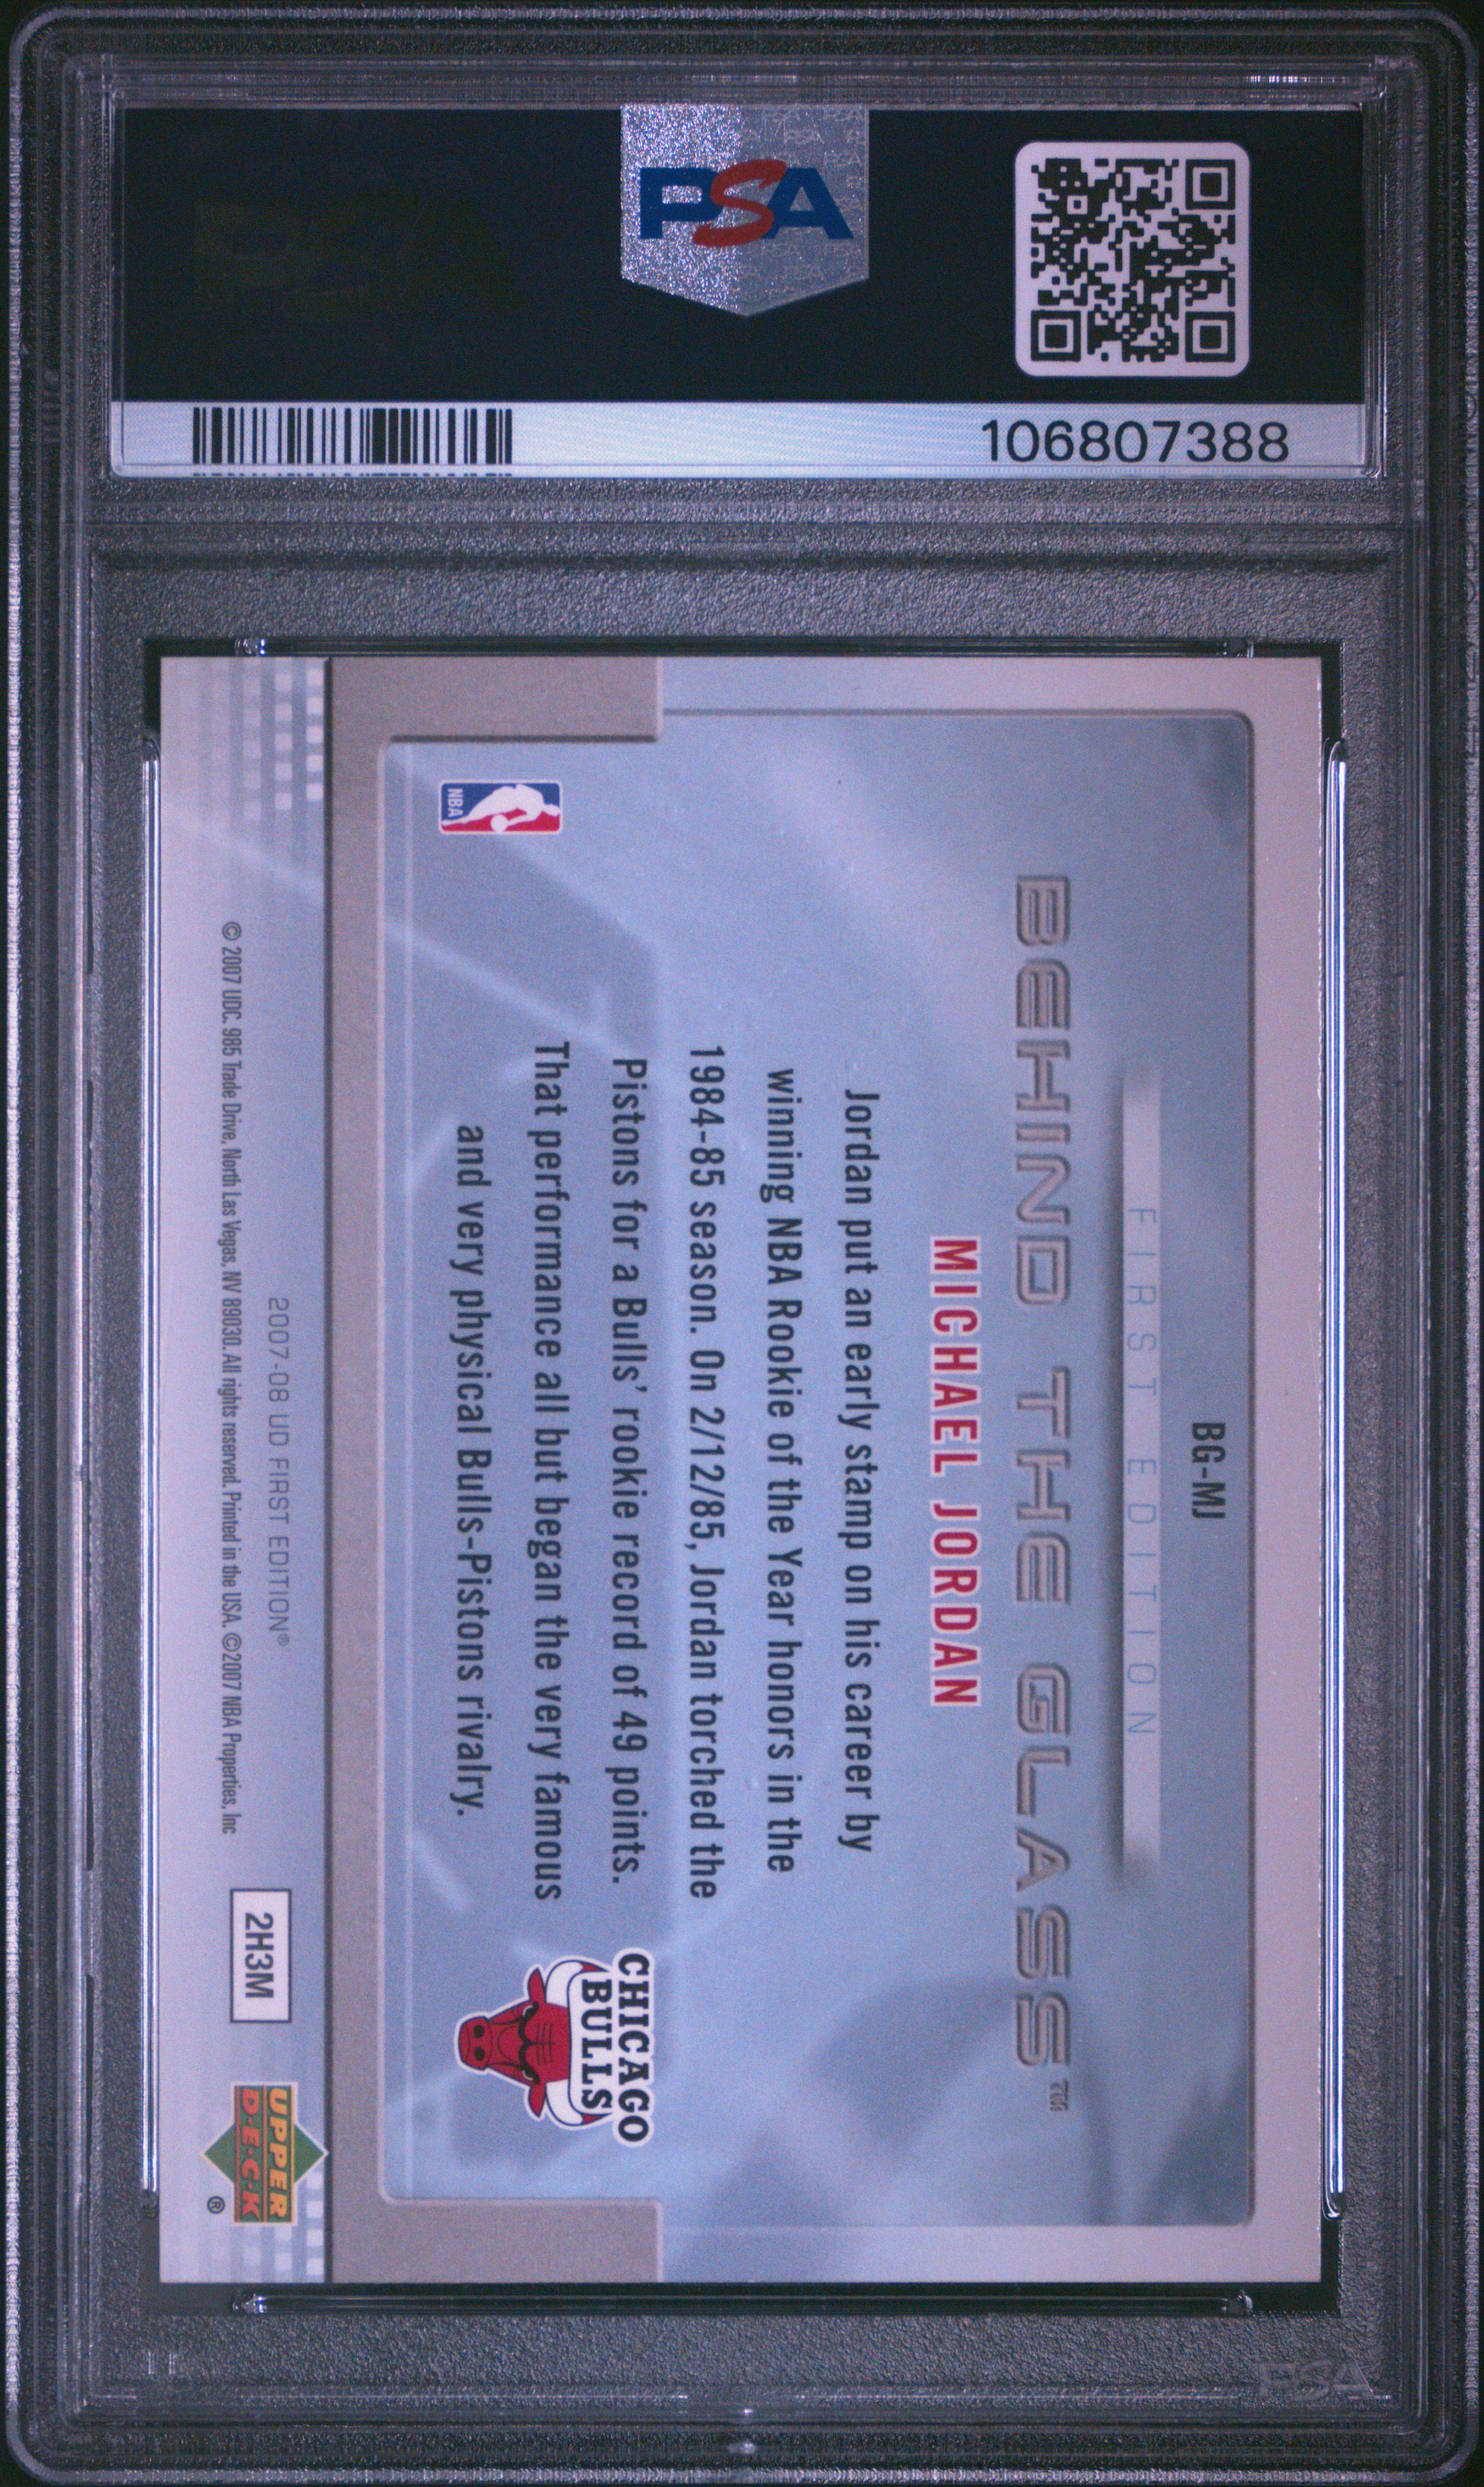 PSA
106807388
BG-MJ
FIRST EDITION
BEHIND THE GLASS™
MICHAEL JORDAN
Jordan put an early stamp on his career by
winning NBA Rookie of the Year honors in the
1984-85 season. On 2/12/85, Jordan torched the
Pistons for a Bulls' rookie record of 49 points.
That performance all but began the very famous
and very physical Bulls-Pistons rivalry.
NBA
CHICAGO
BULLS
2007-08 UD FIRST EDITION®
© 2007 UDC. 985 Trade Drive, North Las Vegas, NV 89030. All rights reserved. Printed in the USA. ©2007 NBA Properties, Inc
2H3M
UPPER
D·E·C·K
®
PSA